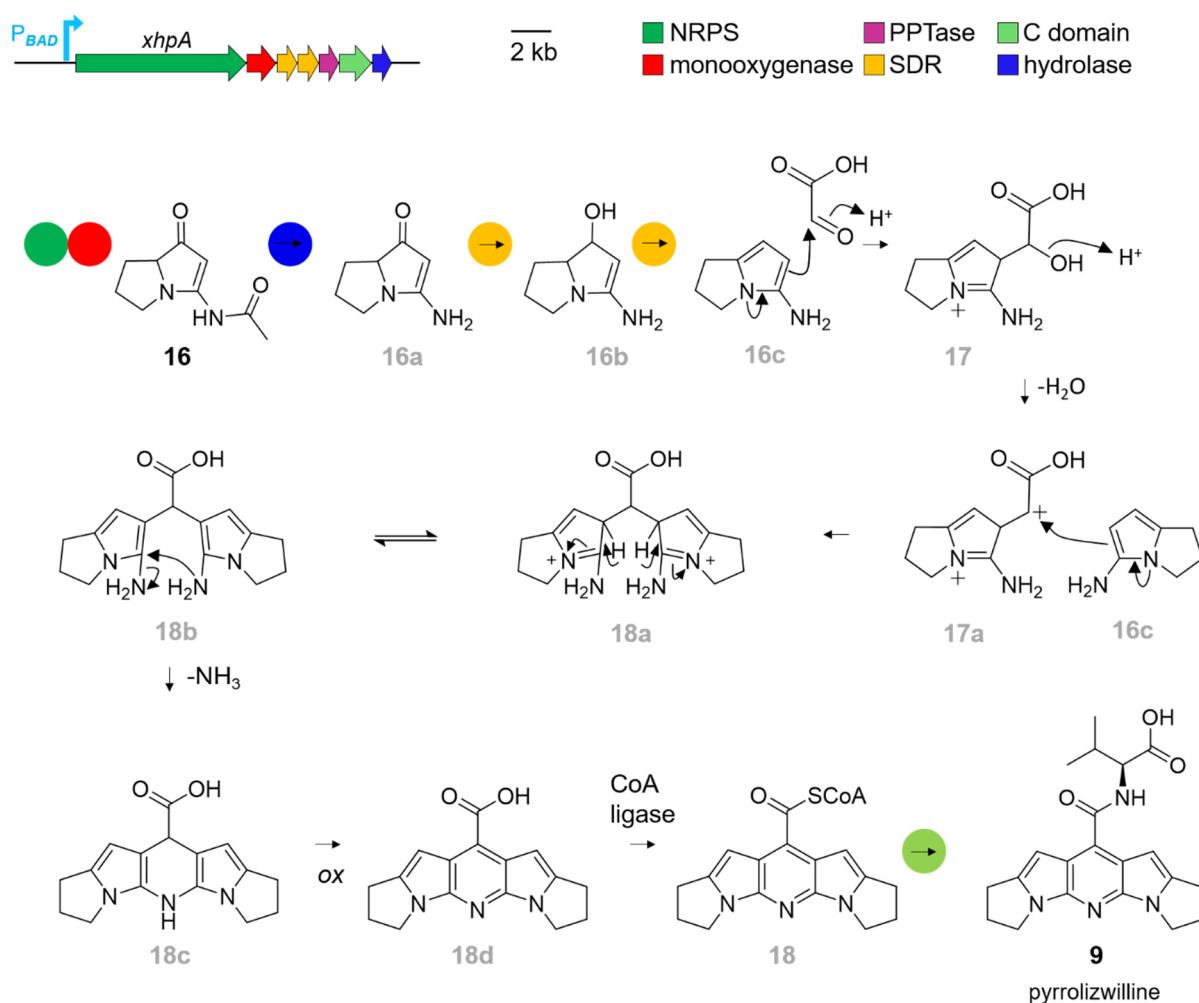 P_BAD xhpA 2 kb NRPS PPTase C domain
monooxygenase SDR hydrolase
O OH
O OH O O H⁺ O OH
O OH H⁺
N O N N N N
HN NH₂ NH₂ NH₂ + NH₂
16 16a 16b 16c 17
-H₂O
O OH O OH O OH
+
N N + N H H N + N N
H₂N H₂N H₂N H₂N + NH₂ H₂N
18b 18a 17a 16c
-NH₃
OH
O
O OH O OH CoA O SCoA O NH
ligase
ox
N N N N N N N N N N N N
H
18c 18d 18 9
pyrrolizwilline